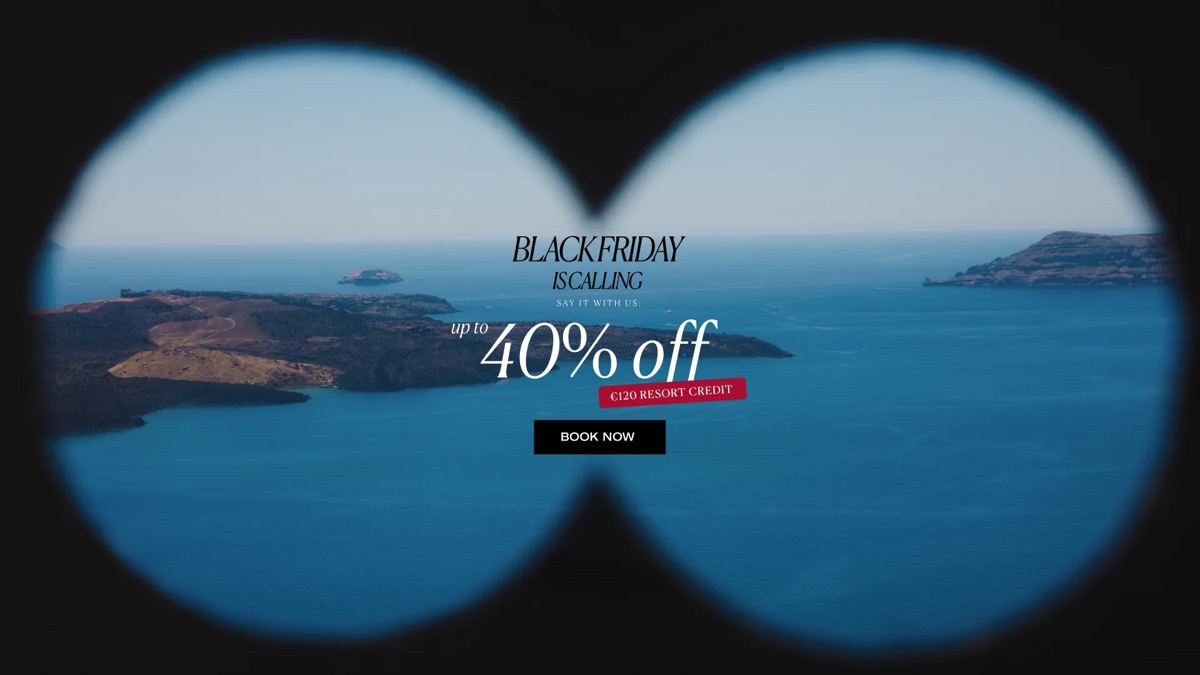 BLACK FRIDAY
IS CALLING
SAY IT WITH US:
up to 40% off
€120 RESORT CREDIT
BOOK NOW